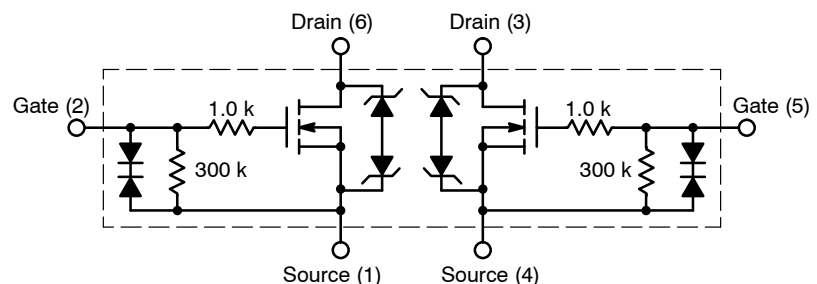 Drain (6)
Drain (3)
Gate (2)
1.0 k
1.0 k
Gate (5)
300 k
300 k
Source (1)
Source (4)